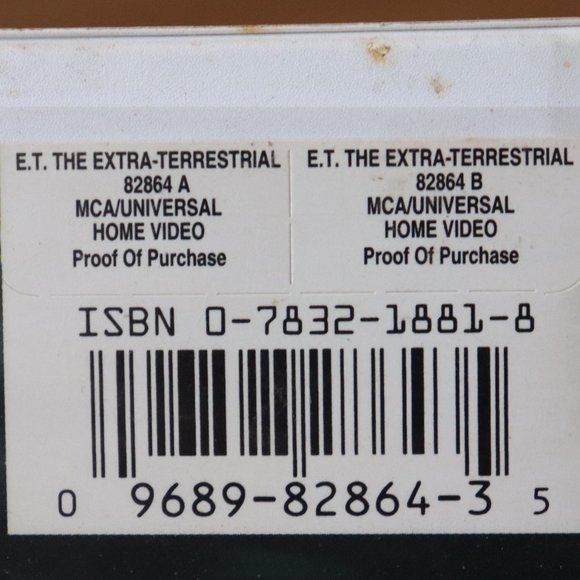 E.T. THE EXTRA-TERRESTRIAL
82864 A
MCA/UNIVERSAL
HOME VIDEO
Proof Of Purchase
E.T. THE EXTRA-TERRESTRIAL
82864 B
MCA/UNIVERSAL
HOME VIDEO
Proof Of Purchase
ISBN 0-7832-1881-8
0 9689-82864-3 5